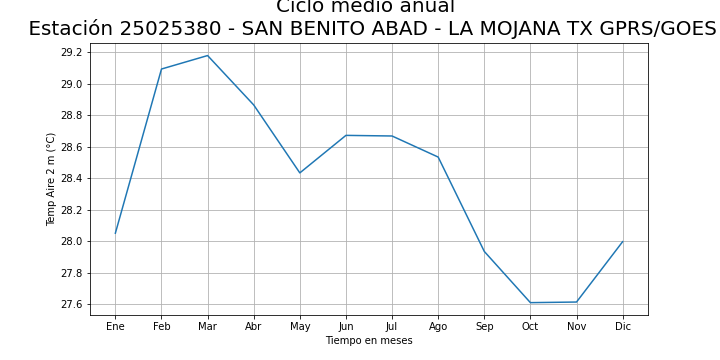 Ciclo medio anual
Estación 25025380 - SAN BENITO ABAD - LA MOJANA TX GPRS/GOES
29.2
29.0
28.8
28.6
28.4
28.2
28.0
27.8
27.6
Temp Aire 2 m (°C)
Ene Feb Mar Abr May Jun Jul Ago Sep Oct Nov Dic
Tiempo en meses